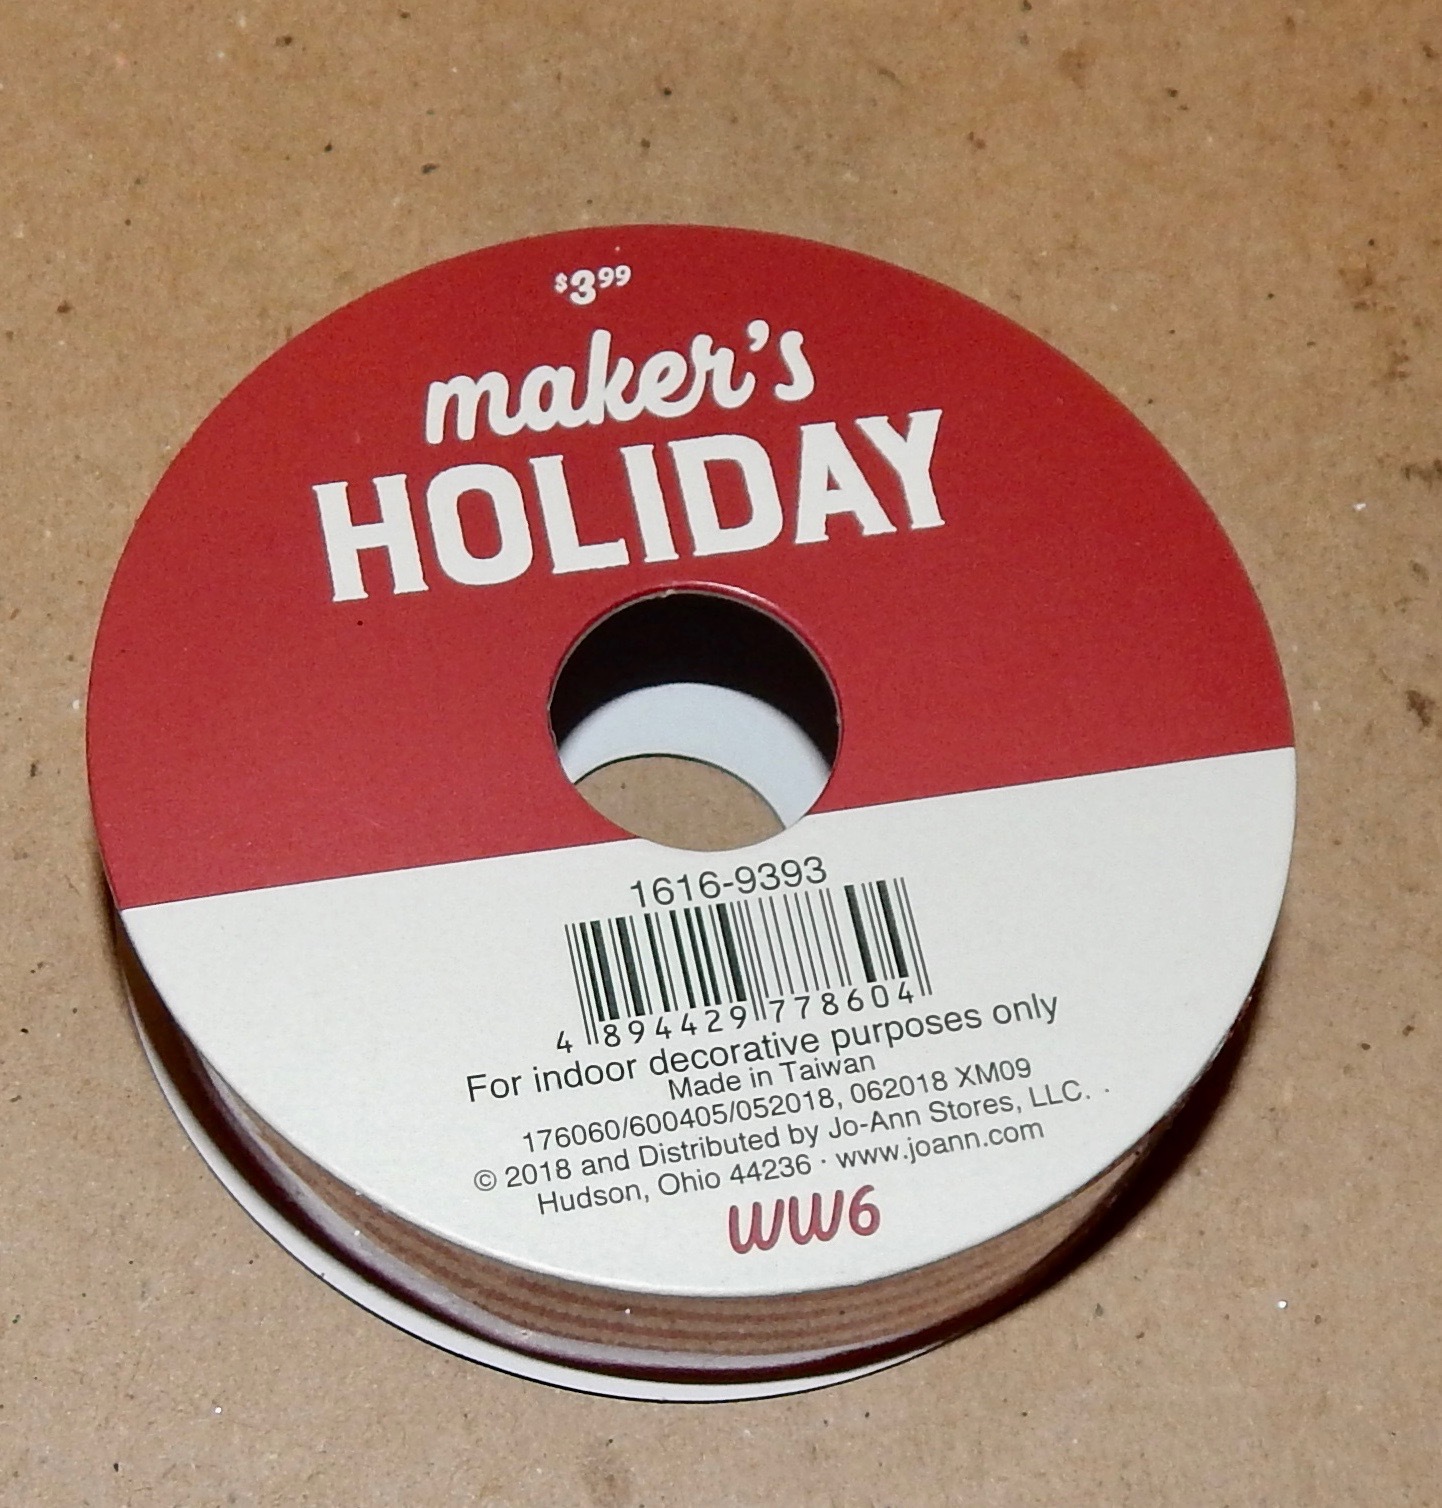 $3.99
maker's
HOLIDAY
1616-9393
4 894429 778604
For indoor decorative purposes only
Made in Taiwan
176060/600405/052018, 062018 XM09
© 2018 and Distributed by Jo-Ann Stores, LLC.
Hudson, Ohio 44236 · www.joann.com
WW6